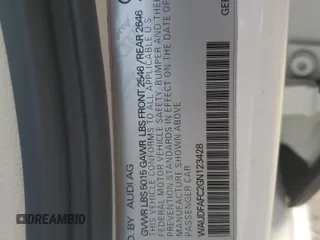 D. BY AUDI AG
GVWR LBS 5016 GAWR LBS FRONT 2546 /REAR 2646
THIS VEHICLE CONFORMS TO ALL APPLICABLE
FEDERAL MOTOR VEHICLE SAFETY, BUMPER AND THEFT
PREVENTION STANDARDS IN EFFECT ON THE DATE
OF MANUFACTURE SHOWN ABOVE.
PASSENGER CAR
WAUDFAFC2GN123428
GE